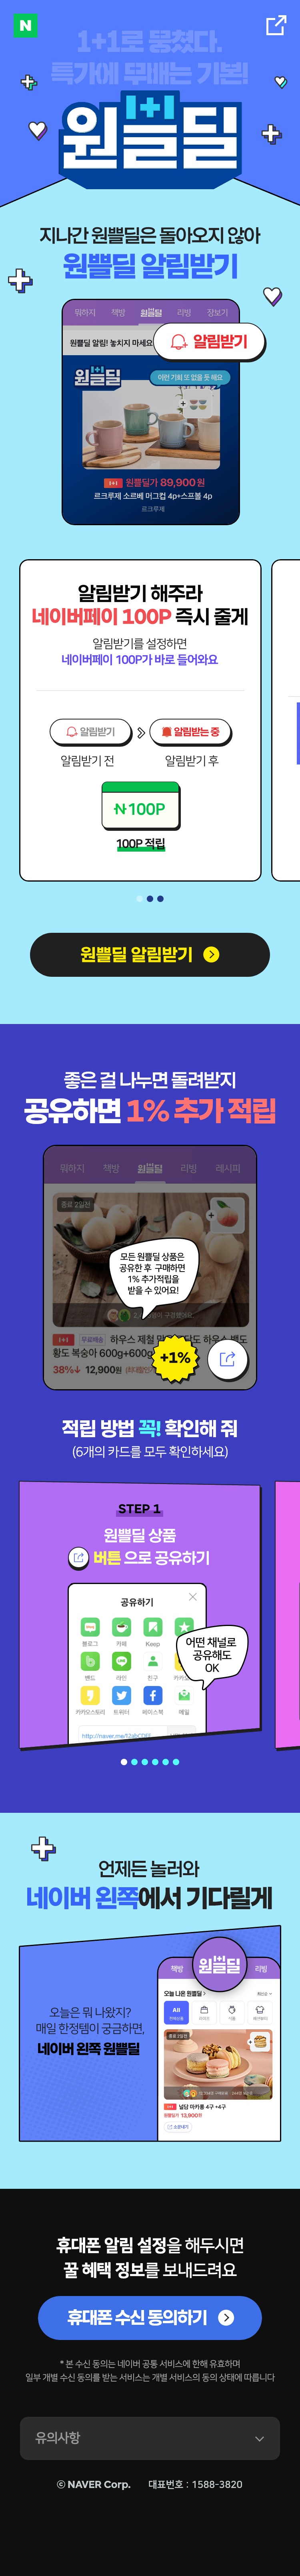 N
1+1로 뭉쳤다.
특가에 무배는 기본!
1+1
원쁠딜
지나간 원쁠딜은 돌아오지 않아
원쁠딜 알림받기
뭐하지 책방 원쁠딜 리빙 장보기
원쁠딜 알림! 놓치지 마세요
알림받기
원쁠딜
이런 기회 또 없을 듯 해요
+
1+1 원쁠딜가 89,900원
르크루제 소르베 머그컵 4p+스프볼 4p
르크루제
알림받기 해주라
네이버페이 100P 즉시 줄게
알림받기를 설정하면
네이버페이 100P가 바로 들어와요
알림받기 알림받는 중
알림받기 전 알림받기 후
N 100P
100P 적립
원쁠딜 알림받기
좋은 걸 나누면 돌려받지
공유하면 1% 추가 적립
뭐하지 책방 원쁠딜 리빙 레시피
종료 2일전
+
모든 원쁠딜 상품은
공유한 후 구매하면
1% 추가적립을
받을 수 있어요!
1+1 무료배송 하우스 제철
황도 복숭아 600g+600g
38%↓ 12,900원
+1%
적립 방법 꼭! 확인해 줘
(6개의 카드를 모두 확인하세요)
STEP 1
원쁠딜 상품
버튼 으로 공유하기
공유하기
블로그 카페 Keep
밴드 라인 친구
카카오스토리 트위터 페이스북 메일
어떤 채널로
공유해도
OK
언제든 놀러와
네이버 왼쪽에서 기다릴게
책방 원쁠딜 리빙
오늘 나온 원쁠딜
All
오늘은 뭐 나왔지?
매일 한정템이 궁금하면,
네이버 왼쪽 원쁠딜
종료 2일전
+
1+1 넘담 마카롱 4구 +4구
원쁠딜가 13,900원
소문내기
휴대폰 알림 설정을 해두시면
꿀 혜택 정보를 보내드려요
휴대폰 수신 동의하기
* 본 수신 동의는 네이버 공통 서비스에 한해 유효하며
일부 개별 수신 동의를 받는 서비스는 개별 서비스의 동의 상태에 따릅니다
유의사항
ⓒ NAVER Corp. 대표번호 : 1588-3820